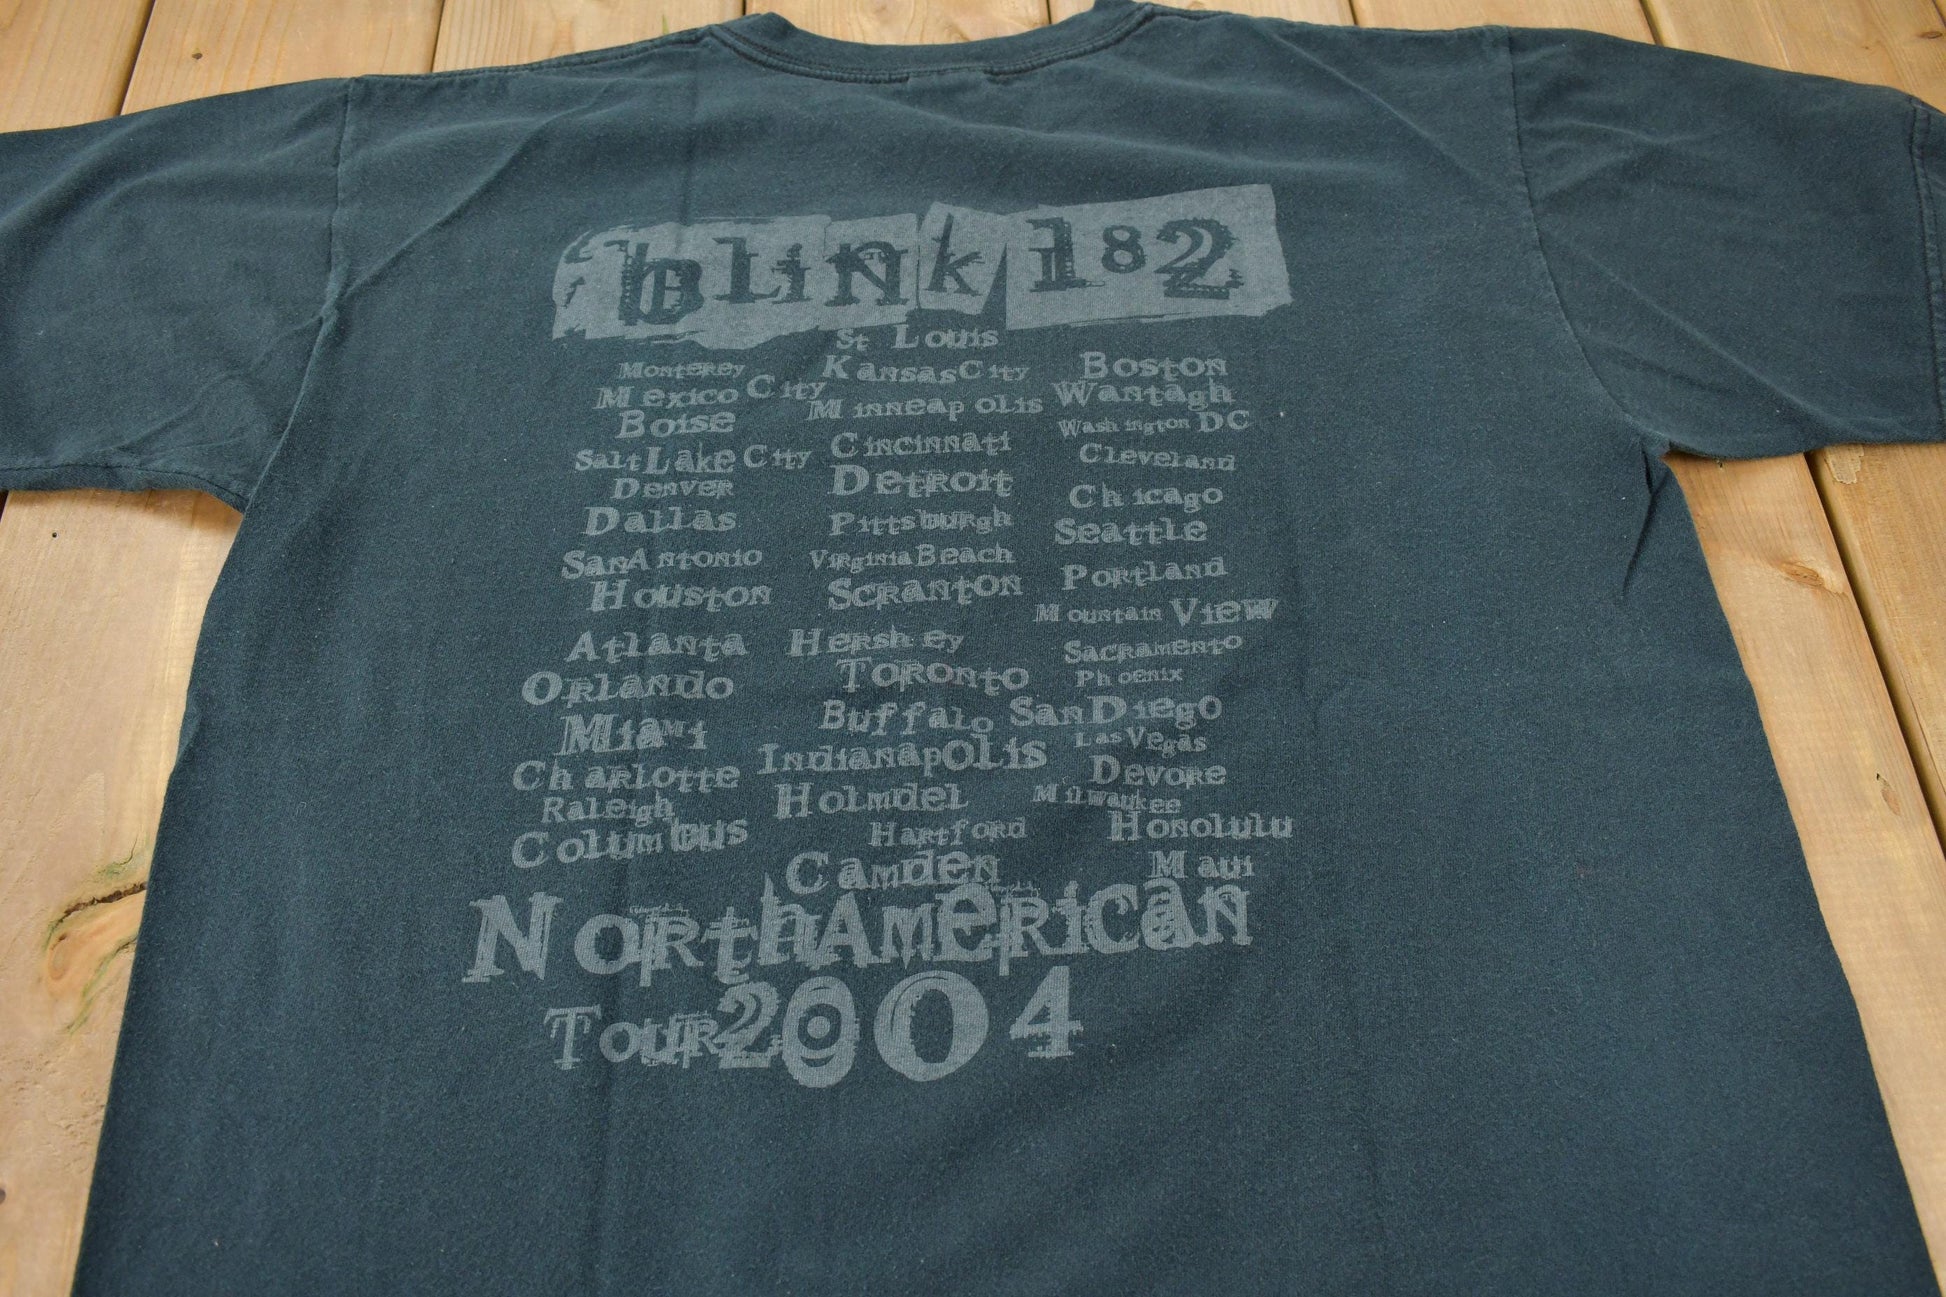 blink 182
St Louis
Monterey
Mexico City
Boise
Salt Lake City
Denver
Dallas
San Antonio
Houston
Atlanta
Orlando
Miami
Charlotte
Raleigh
Columbus
Kansas City
Minneapolis
Cincinnati
Detroit
Pittsburgh
Virginia Beach
Scranton
Hershey
Toronto
Buffalo
Indianapolis
Holmdel
Hartford
Camden
Boston
Wantagh
Washington DC
Cleveland
Chicago
Seattle
Portland
Mountain View
Sacramento
Phoenix
San Diego
Las Vegas
Devore
Milwaukee
Honolulu
Maui
North American
Tour 2004